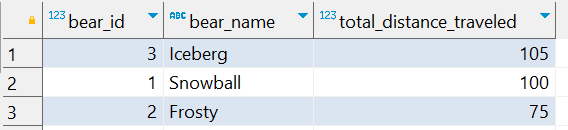 123 bear_id ABC bear_name 123 total_distance_traveled
1 3 Iceberg 105
2 1 Snowball 100
3 2 Frosty 75